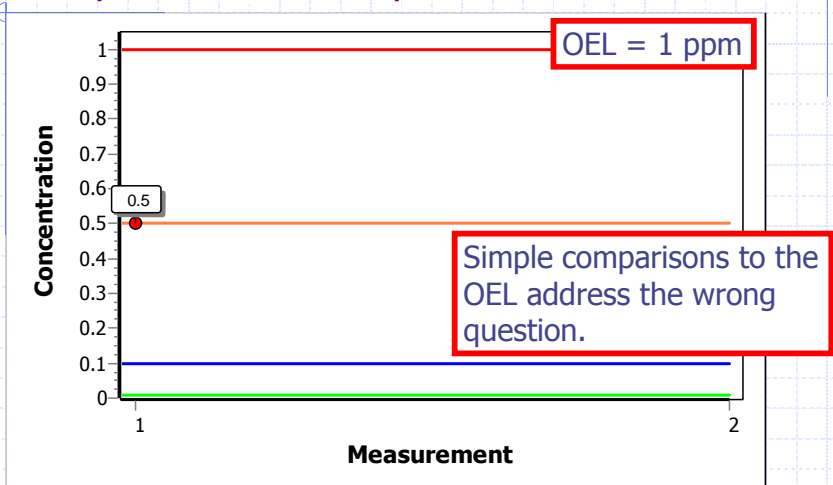 OEL = 1 ppm
1
0.9
0.8
0.7
0.6
0.5
0.5
0.4
0.3
0.2
0.1
0
Concentration
Simple comparisons to the
OEL address the wrong
question.
1
2
Measurement